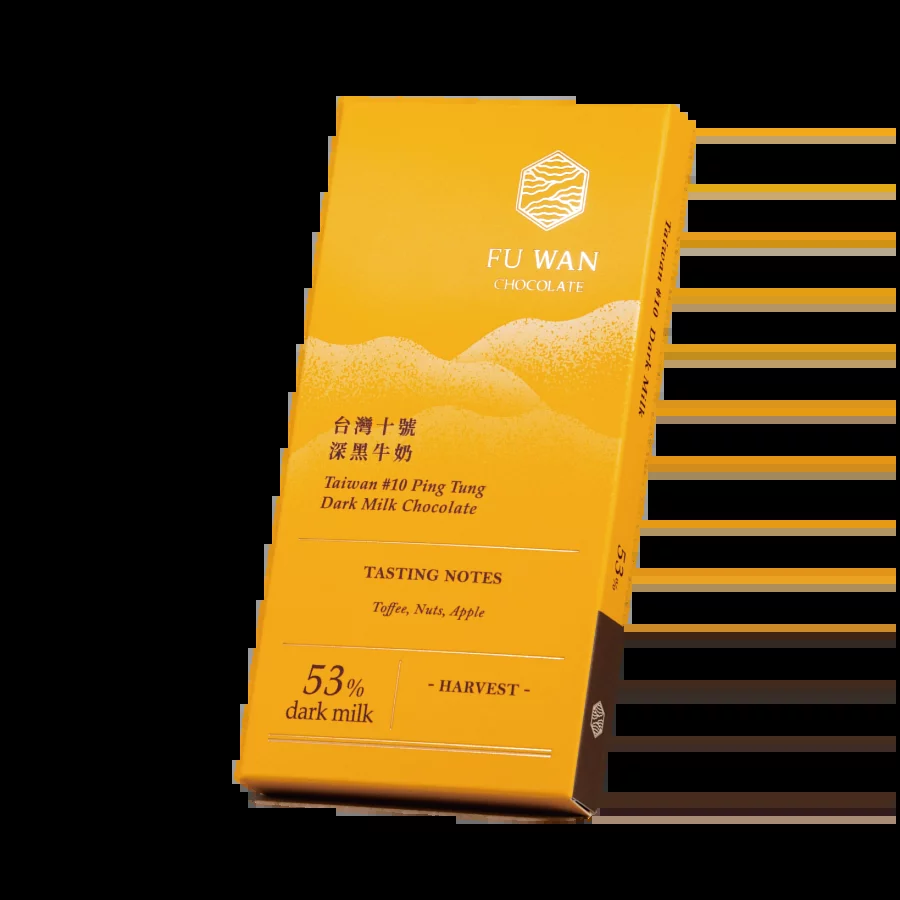 FU WAN
CHOCOLATE
台灣十號
深黑牛奶
Taiwan #10 Ping Tung
Dark Milk Chocolate
TASTING NOTES
Toffee, Nuts, Apple
53%
dark milk
- HARVEST -
Taiwan #10 Dark Milk
53%